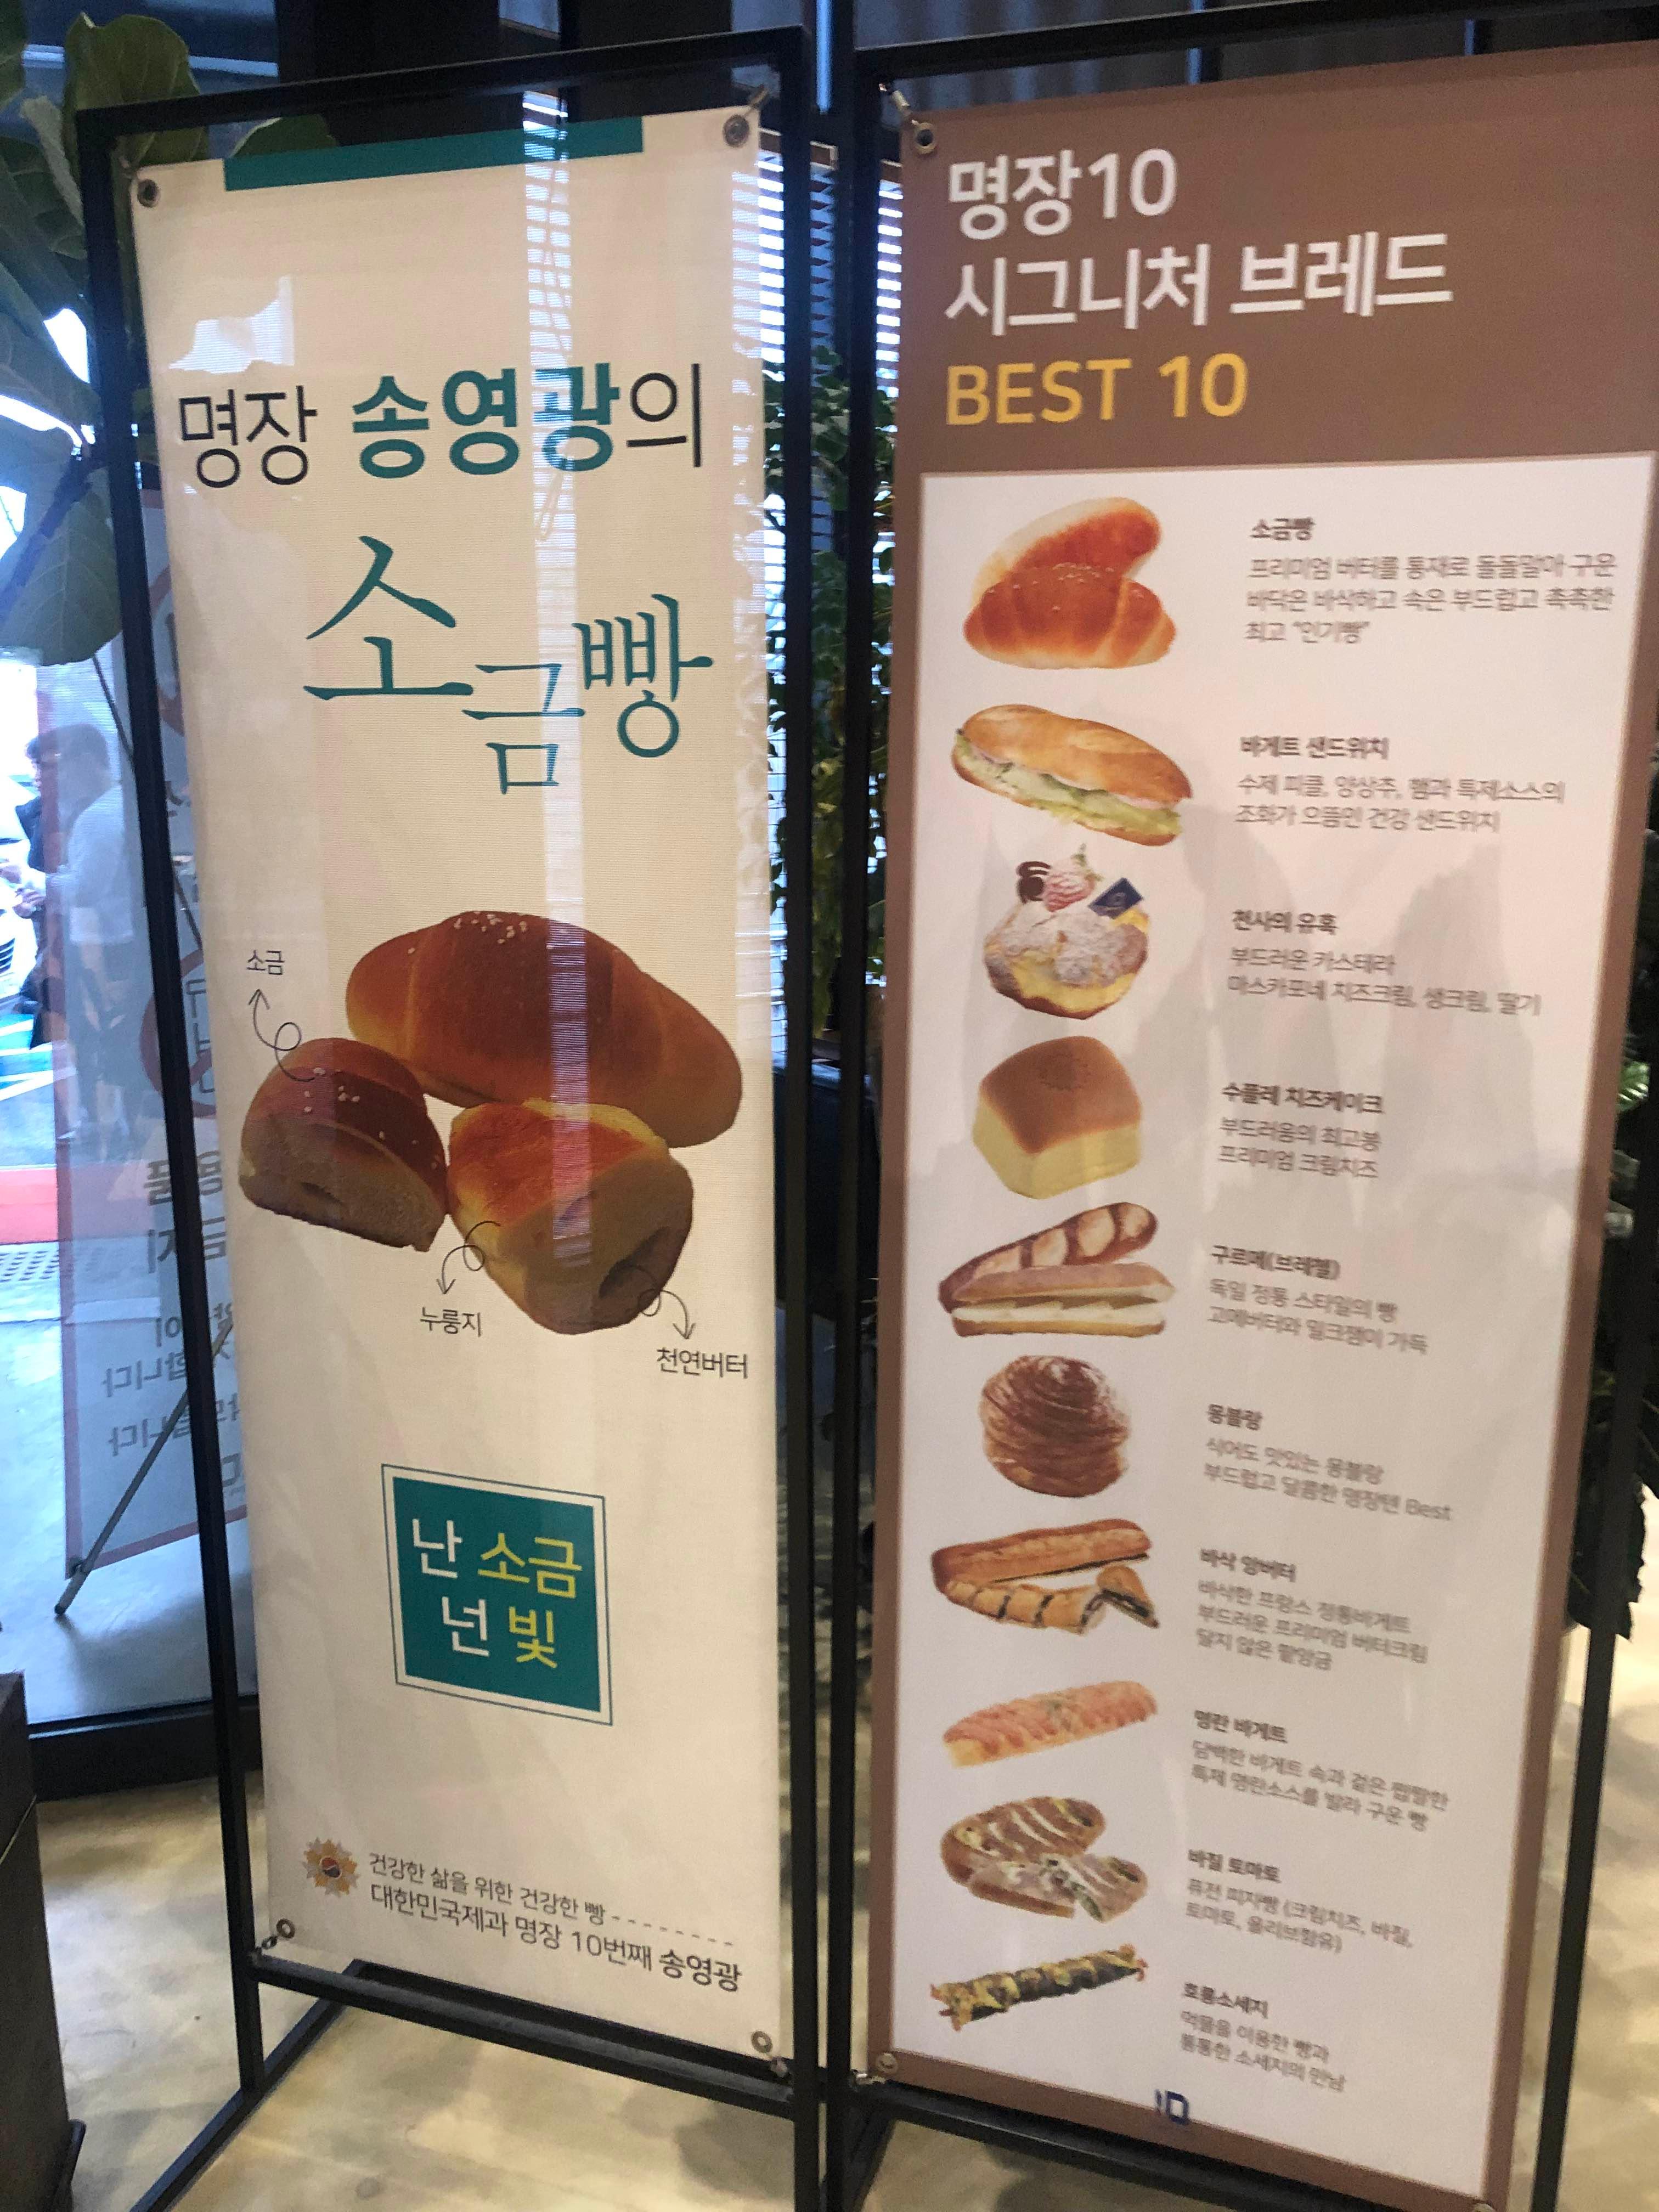 명장 송영광의
소금빵
소금
누룽지
천연버터
난 소금
넌 빛
건강한 삶을 위한 건강한 빵
대한민국제과 명장 10번째 송영광
명장10
시그니처 브레드
BEST 10
소금빵
프리미엄 버터를 통째로 돌돌말아 구운
바닥은 바삭하고 속은 부드럽고 촉촉한
최고 "인기빵"
바게트 샌드위치
수제 피클, 양상추, 햄과 특제소스의
조화가 으뜸인 건강 샌드위치
천사의 유혹
부드러운 카스테라
마스카포네 치즈크림, 생크림, 딸기
수플레 치즈케이크
부드러움의 최고봉
프리미엄 크림치즈
구르메(브레첼)
독일 정통 스타일의 빵
고메버터와 밀크잼이 가득
몽블랑
식어도 맛있는 몽블랑
부드럽고 달콤한 명장텐 Best
바삭 앙버터
바삭한 프랑스 정통바게트
부드러운 프리미엄 버터크림
달지 않은 팥앙금
명란 바게트
담백한 바게트 속과 겉은 짭짤한
특제 명란소스를 발라 구운 빵
바질 토마토
퓨전 피자빵 (크림치즈, 바질,
토마토, 올리브함유)
호롱소세지
먹물을 이용한 빵과
통통한 소세지의 만남